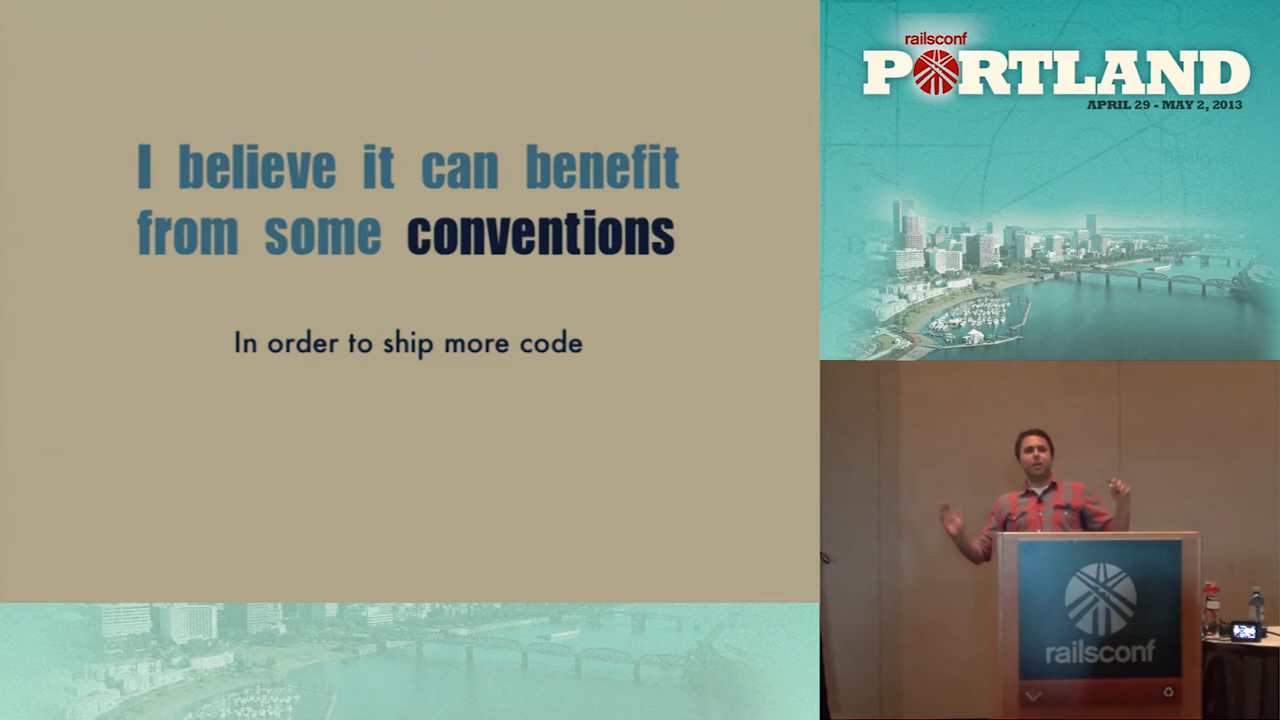 I believe it can benefit
from some conventions
In order to ship more code
railsconf
PORTLAND
APRIL 29 - MAY 2, 2013
railsconf